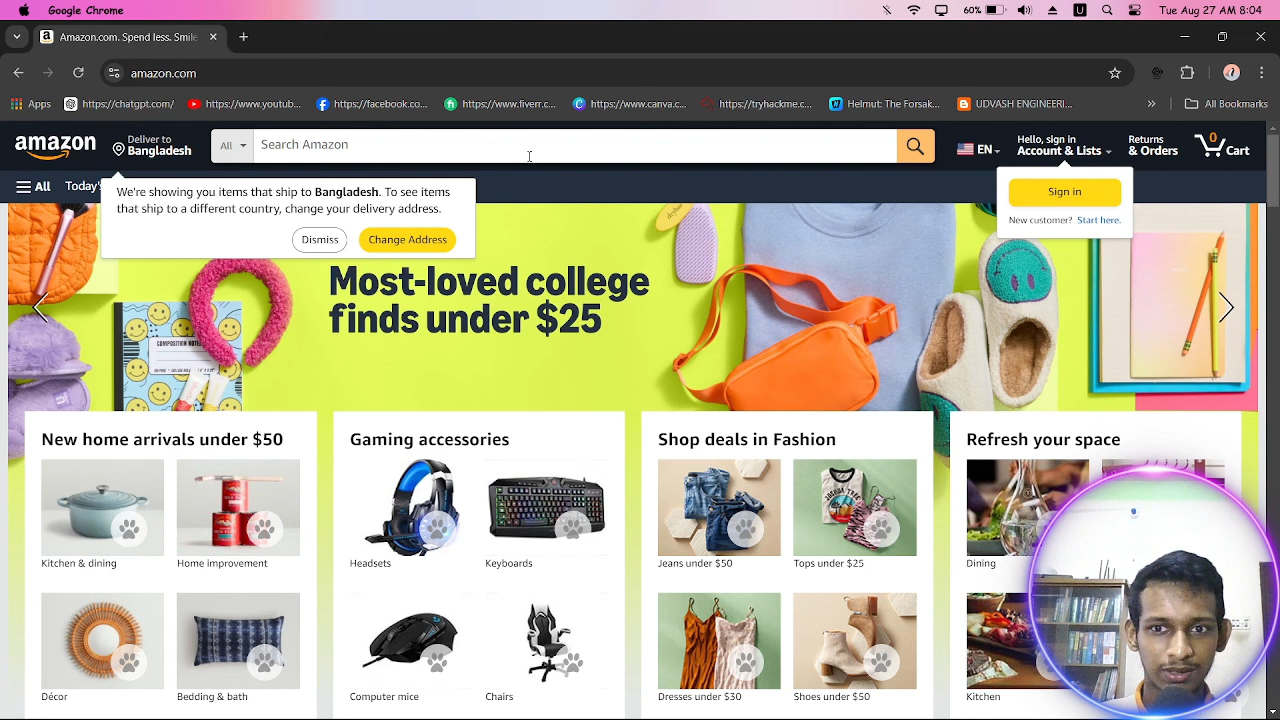 Google Chrome
60%
U
Tue Aug 27 AM 8:04
Amazon.com. Spend less. Smile
amazon.com
Apps
https://chatgpt.com/
https://www.youtub...
https://facebook.co...
https://www.fiverr.c...
https://www.canva.c...
https://tryhackme.c...
Helmut: The Forsak...
UDVASH ENGINEERI...
All Bookmarks
amazon
Deliver to
Bangladesh
All
Search Amazon
EN
Hello, sign in
Account & Lists
Returns
& Orders
0
Cart
All
Today's
We're showing you items that ship to Bangladesh. To see items
that ship to a different country, change your delivery address.
Dismiss
Change Address
Sign in
New customer? Start here.
Most-loved college
finds under $25
COMPOSITION NOTE
New home arrivals under $50
Kitchen & dining
Home improvement
Décor
Bedding & bath
Gaming accessories
Headsets
Keyboards
Computer mice
Chairs
Shop deals in Fashion
Jeans under $50
Tops under $25
Dresses under $30
Shoes under $50
Refresh your space
Dining
Kitchen